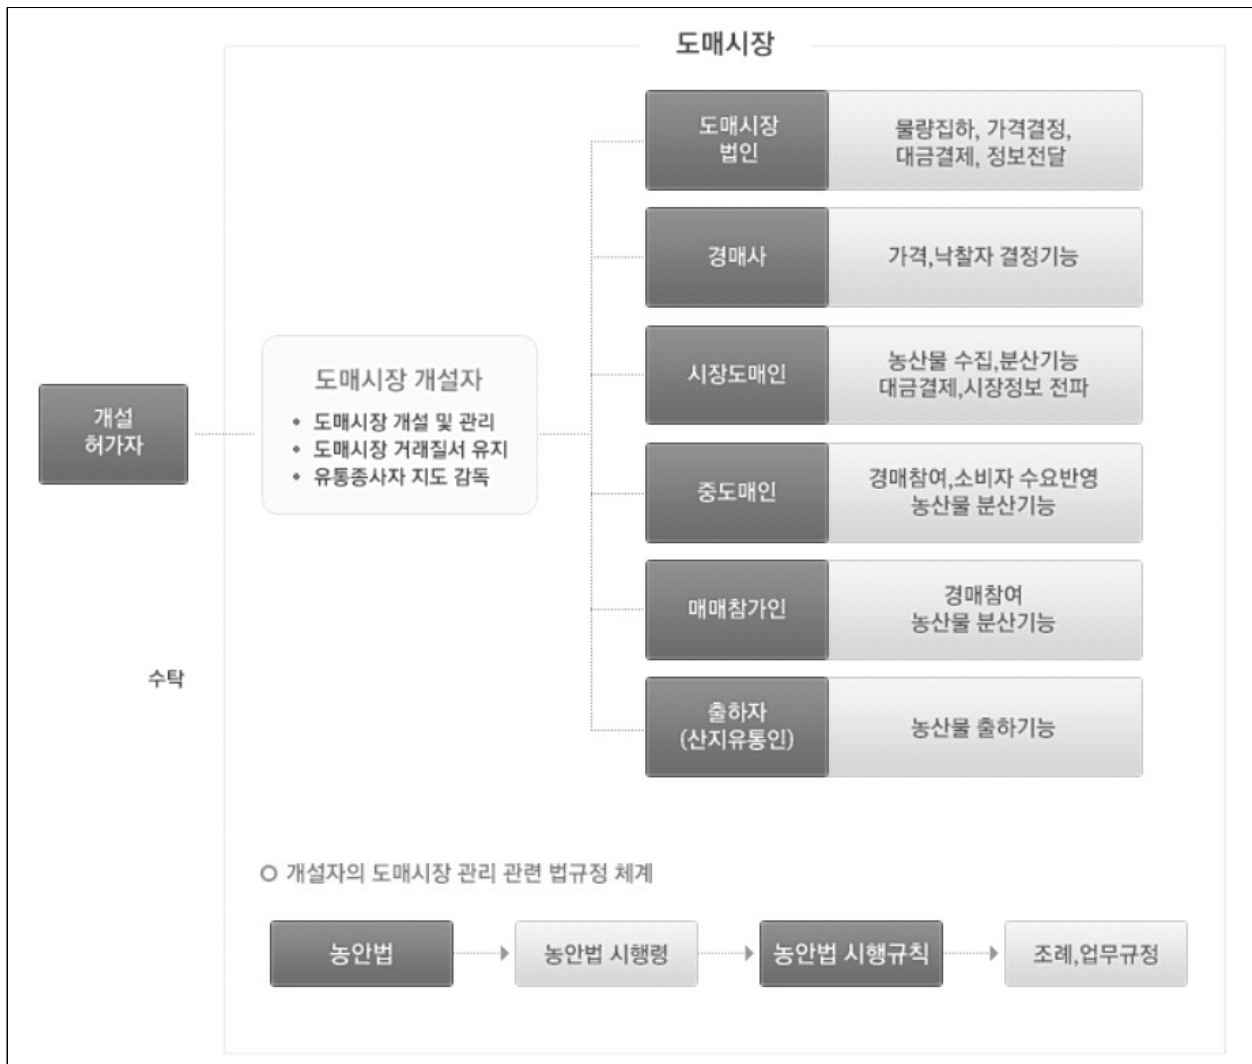 도매시장
도매시장
법인
물량집하, 가격결정,
대금결제, 정보전달
경매사
가격,낙찰자 결정기능
시장도매인
농산물 수집,분산기능
대금결제,시장정보 전파
개설
허가자
도매시장 개설자
• 도매시장 개설 및 관리
• 도매시장 거래질서 유지
• 유통종사자 지도 감독
중도매인
경매참여,소비자 수요반영
농산물 분산기능
매매참가인
경매참여
농산물 분산기능
수탁
출하자
(산지유통인)
농산물 출하기능
개설자의 도매시장 관리 관련 법규정 체계
농안법
농안법 시행령
농안법 시행규칙
조례,업무규정